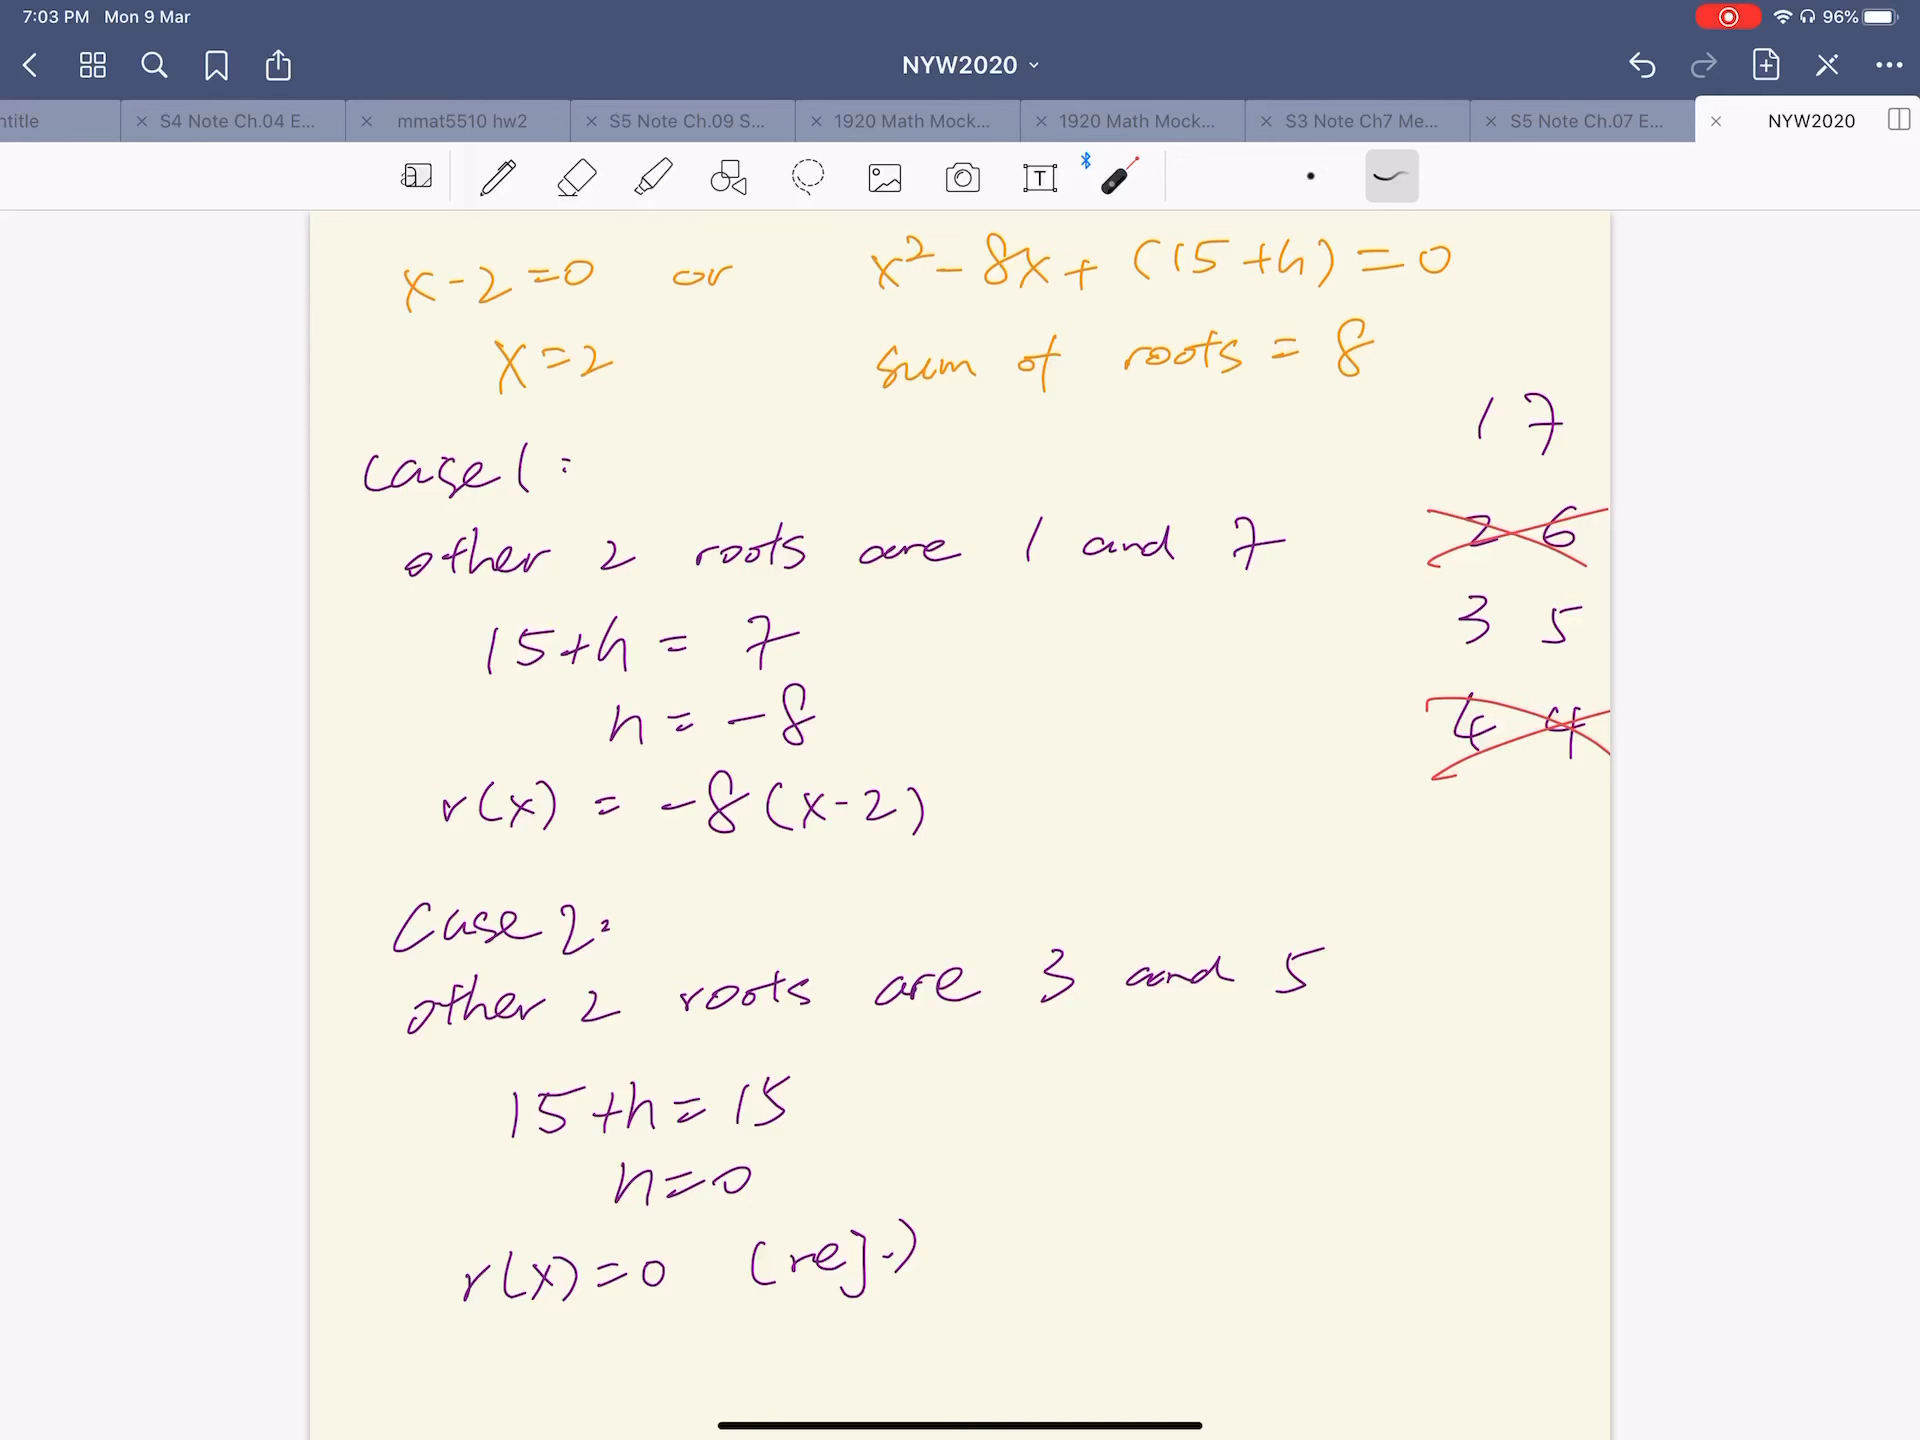 7:03 PM Mon 9 Mar
96%
NYW2020
ntitle
S4 Note Ch.04 E...
mmat5510 hw2
S5 Note Ch.09 S...
1920 Math Mock...
1920 Math Mock...
S3 Note Ch7 Me...
S5 Note Ch.07 E...
NYW2020
x-2=0 or x²-8x+(15+h)=0
x=2 sum of roots = 8
1 7
case 1:
2 6
other 2 roots are 1 and 7
3 5
15+h = 7
4 4
h = -8
r(x) = -8(x-2)
Case 2:
other 2 roots are 3 and 5
15+h=15
h=0
r(x)=0 (rej.)